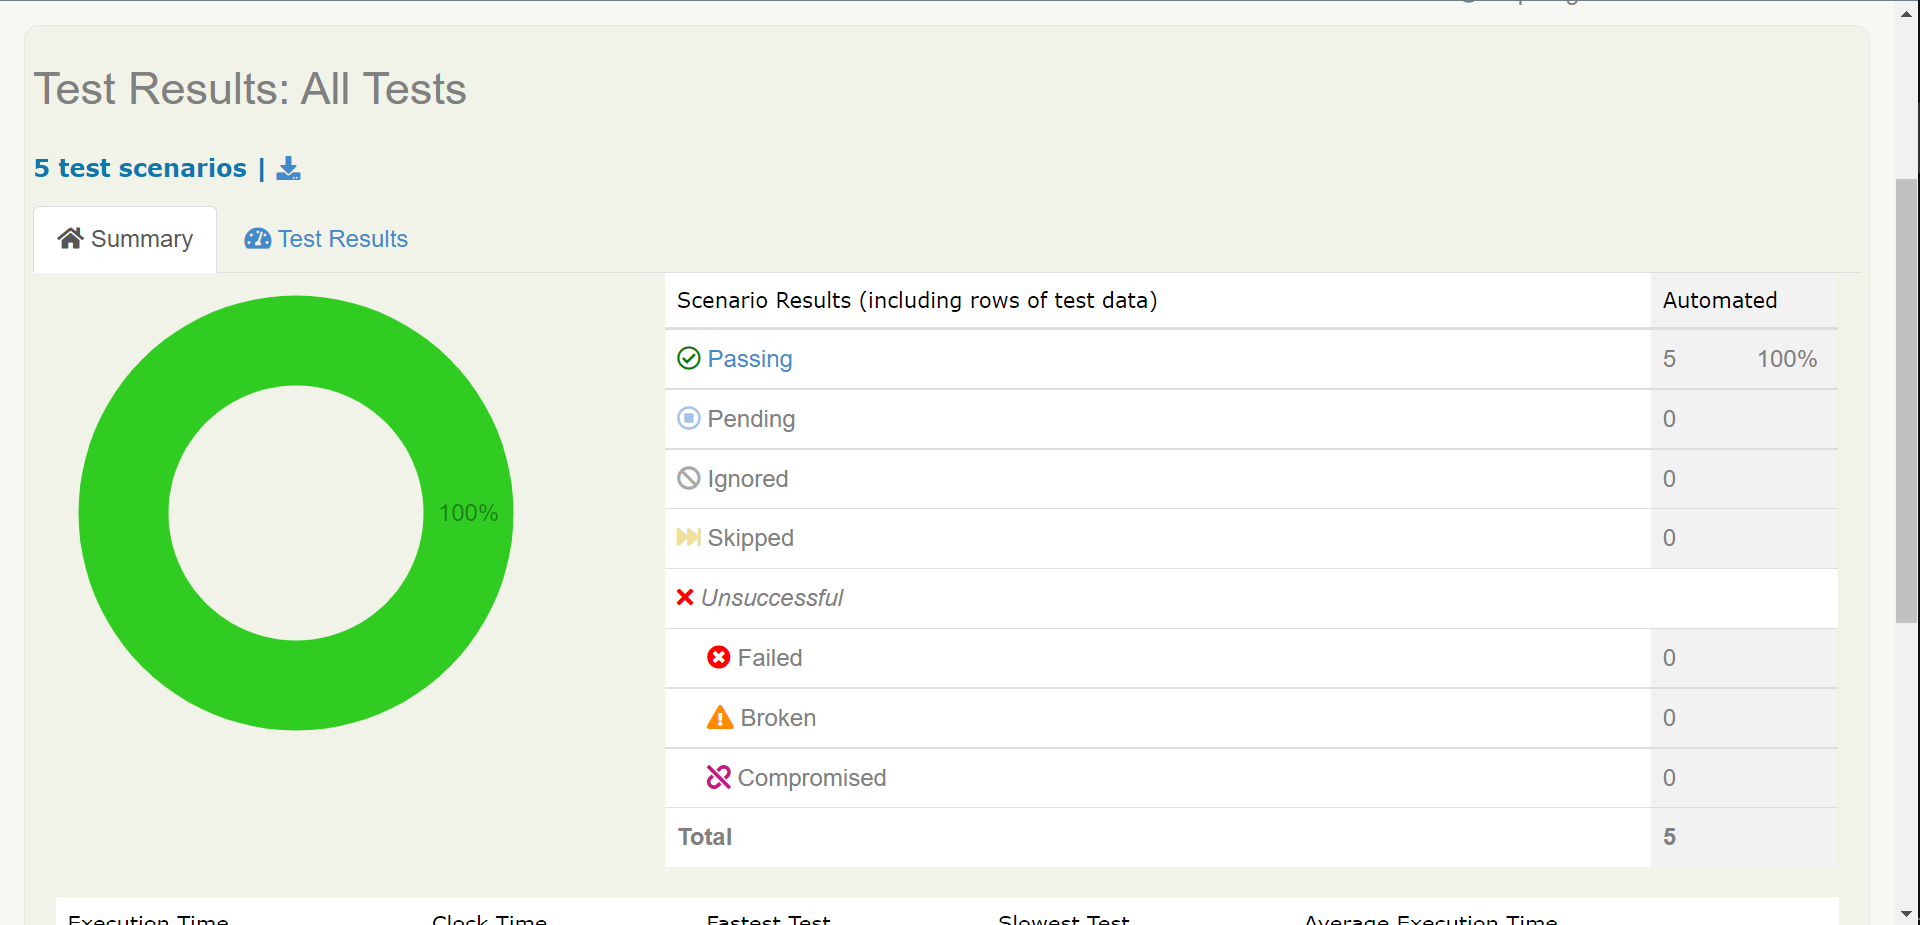 Test Results: All Tests
5 test scenarios |
Summary Test Results
100%
Scenario Results (including rows of test data) Automated
Passing 5 100%
Pending 0
Ignored 0
Skipped 0
Unsuccessful
Failed 0
Broken 0
Compromised 0
Total 5
Execution Time Clock Time Fastest Test Slowest Test Average Execution Time